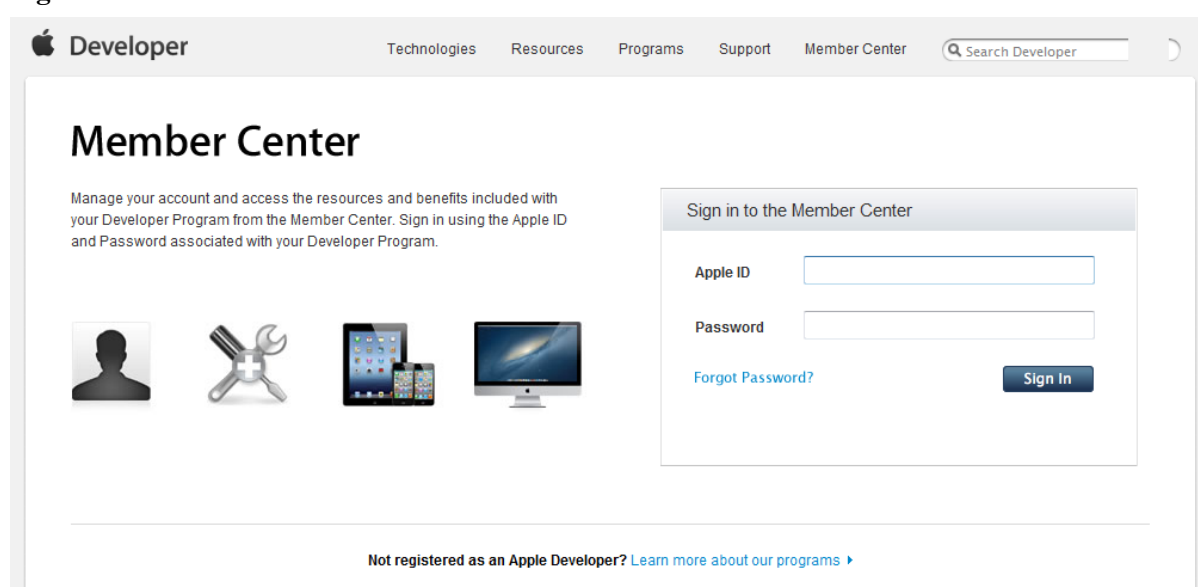 Developer
Technologies Resources Programs Support Member Center Search Developer
Member Center
Manage your account and access the resources and benefits included with
your Developer Program from the Member Center. Sign in using the Apple ID
and Password associated with your Developer Program.
Sign in to the Member Center
Apple ID
Password
Forgot Password?
Sign In
Not registered as an Apple Developer? Learn more about our programs